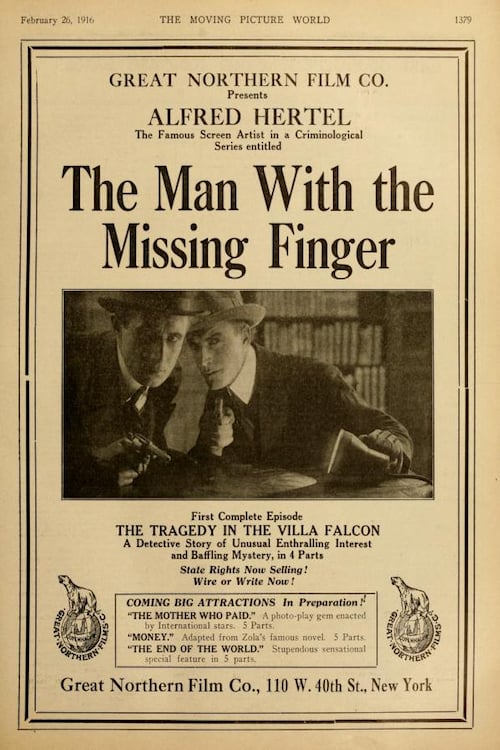 February 26, 1916 THE MOVING PICTURE WORLD 1379
GREAT NORTHERN FILM CO.
Presents
ALFRED HERTEL
The Famous Screen Artist in a Criminological
Series entitled
The Man With the
Missing Finger
First Complete Episode
THE TRAGEDY IN THE VILLA FALCON
A Detective Story of Unusual Enthralling Interest
and Baffling Mystery, in 4 Parts
State Rights Now Selling!
Wire or Write Now!
COMING BIG ATTRACTIONS In Preparation!
"THE MOTHER WHO PAID." A photo-play gem enacted
by International stars. 5 Parts.
"MONEY." Adapted from Zola's famous novel. 5 Parts.
"THE END OF THE WORLD." Stupendous sensational
special feature in 5 parts.
GREAT-NORTHERN-FILMS-CO.
COPENHAGEN
GREAT-NORTHERN-FILMS-CO.
Great Northern Film Co., 110 W. 40th St., New York